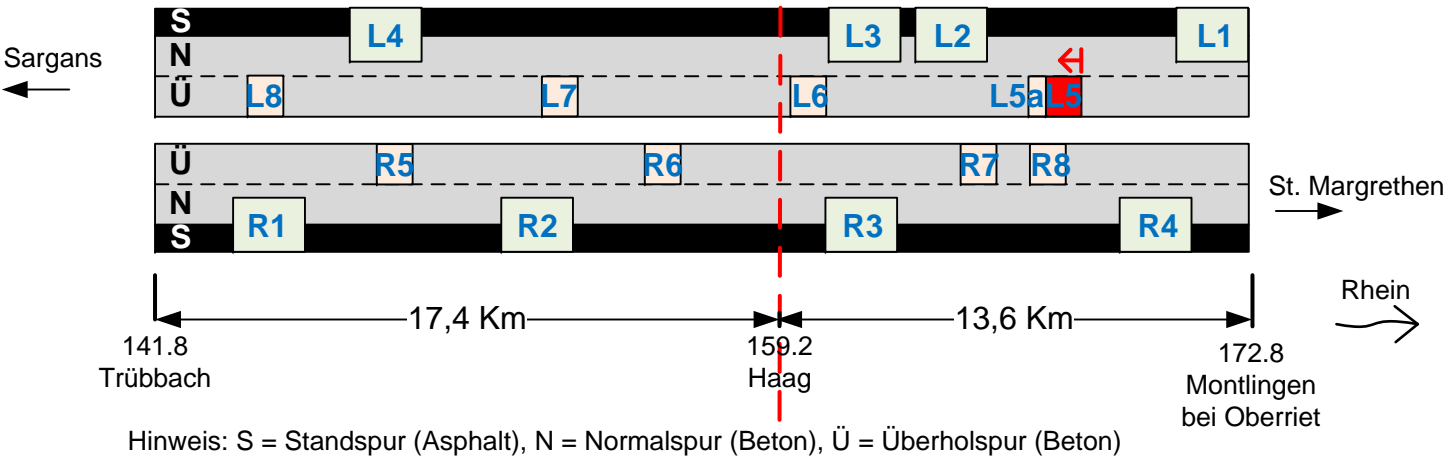 S L4 L3 L2 L1
Sargans
N
Ü L8 L7 L6 L5a L5
Ü R5 R6 R7 R8
St. Margrethen
N
R1 R2 R3 R4
S
Rhein
17,4 Km 13,6 Km
141.8 159.2 172.8
Trübbach Haag Montlingen
bei Oberriet
Hinweis: S = Standspur (Asphalt), N = Normalspur (Beton), Ü = Überholspur (Beton)